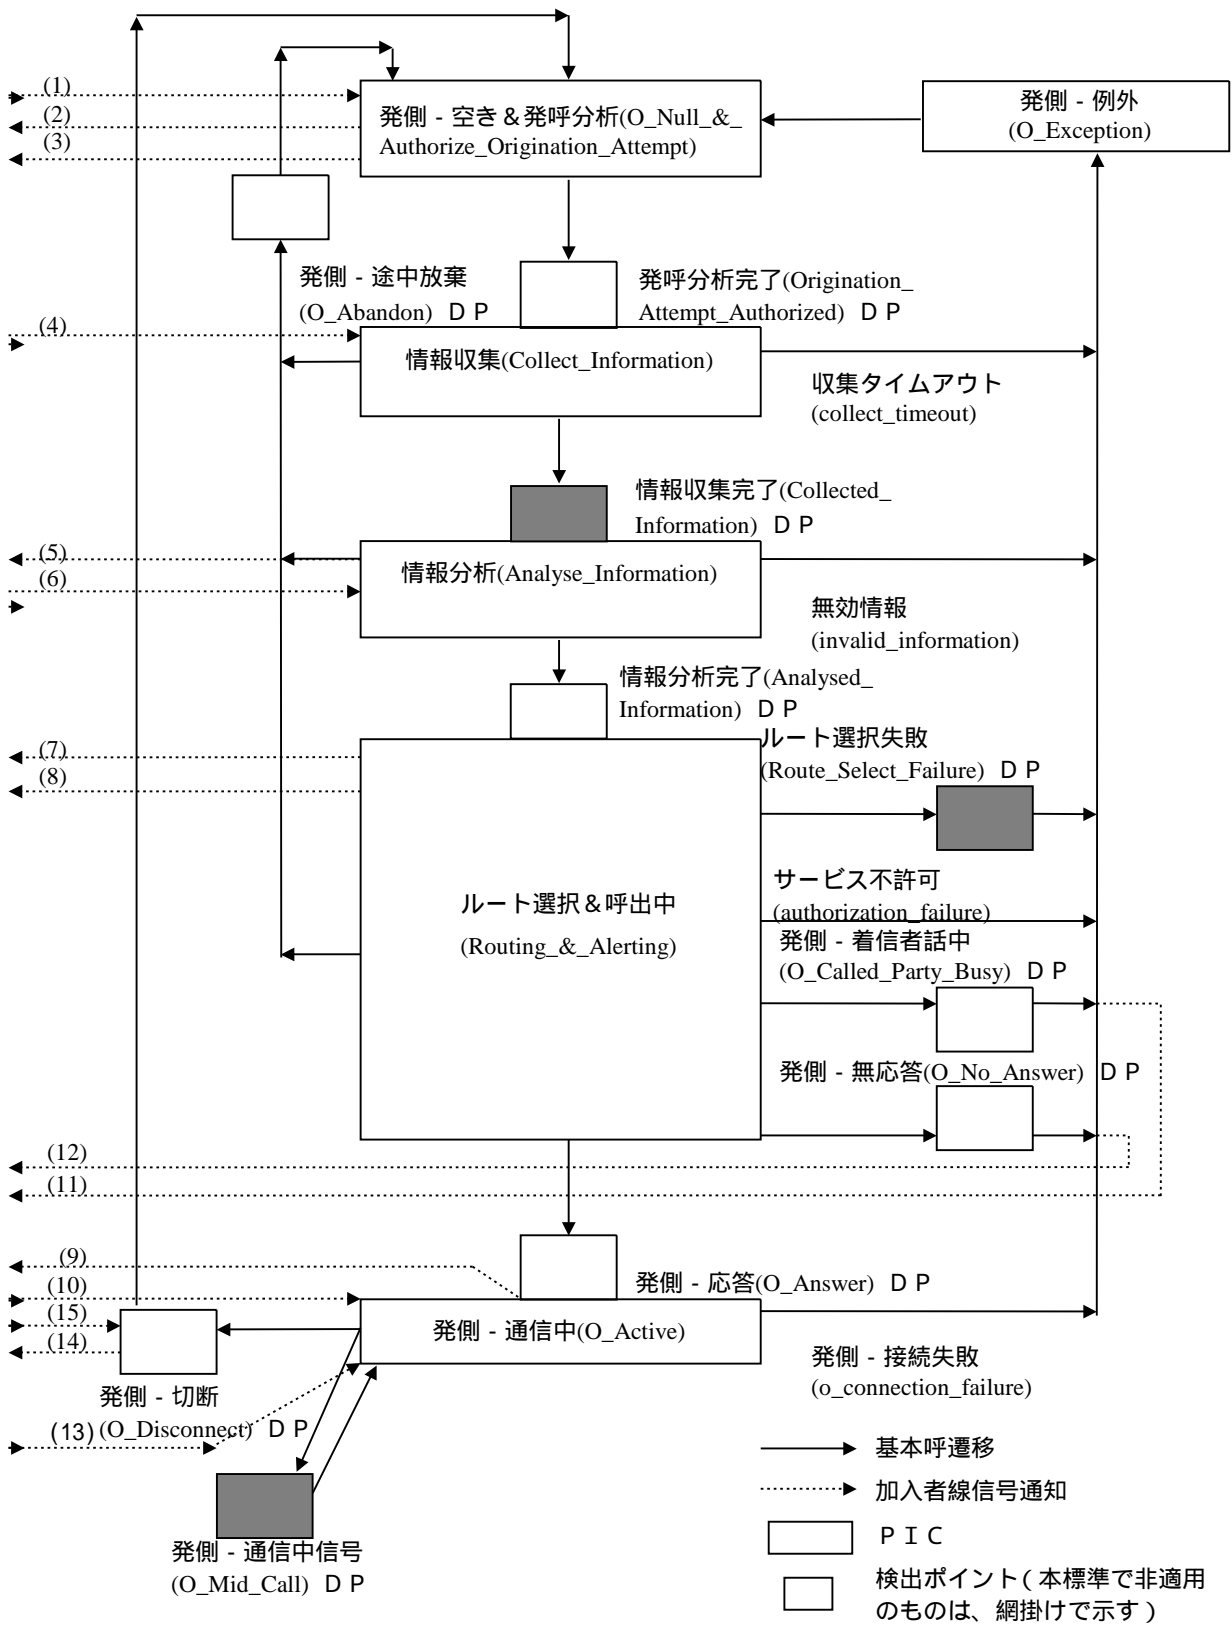 (1)
(2)
(3)
発側 - 空き＆発呼分析(O_Null_&_
Authorize_Origination_Attempt)
発側 - 例外
(O_Exception)
発側 - 途中放棄
(O_Abandon) ＤＰ
発呼分析完了(Origination_
Attempt_Authorized) ＤＰ
(4)
情報収集(Collect_Information)
収集タイムアウト
(collect_timeout)
情報収集完了(Collected_
Information) ＤＰ
(5)
(6)
情報分析(Analyse_Information)
無効情報
(invalid_information)
情報分析完了(Analysed_
Information) ＤＰ
(7)
(8)
ルート選択失敗
(Route_Select_Failure) ＤＰ
ルート選択＆呼出中
(Routing_&_Alerting)
サービス不許可
(authorization_failure)
発側 - 着信者話中
(O_Called_Party_Busy) ＤＰ
発側 - 無応答(O_No_Answer) ＤＰ
(12)
(11)
(9)
(10)
(15)
(14)
発側 - 応答(O_Answer) ＤＰ
発側 - 通信中(O_Active)
発側 - 接続失敗
(o_connection_failure)
発側 - 切断
(O_Disconnect) ＤＰ
(13)
発側 - 通信中信号
(O_Mid_Call) ＤＰ
基本呼遷移
加入者線信号通知
ＰＩＣ
検出ポイント（本標準で非適用
のものは、網掛けで示す）